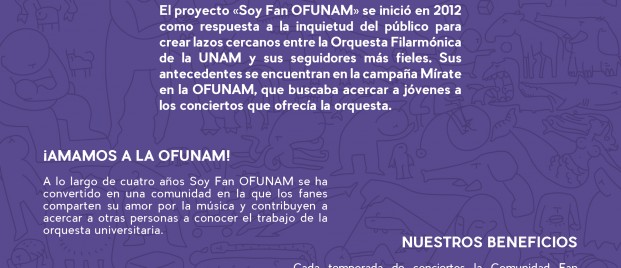 El proyecto «Soy Fan OFUNAM» se inició en 2012
como respuesta a la inquietud del público para
crear lazos cercanos entre la Orquesta Filarmónica
de la UNAM y sus seguidores más fieles. Sus
antecedentes se encuentran en la campaña Mírate
en la OFUNAM, que buscaba acercar a jóvenes a
los conciertos que ofrecía la orquesta.
¡AMAMOS A LA OFUNAM!
A lo largo de cuatro años Soy Fan OFUNAM se ha
convertido en una comunidad en la que los fanes
comparten su amor por la música y contribuyen a
acercar a otras personas a conocer el trabajo de la
orquesta universitaria.
NUESTROS BENEFICIOS
Cada temporada de conciertos la Comunidad Fan